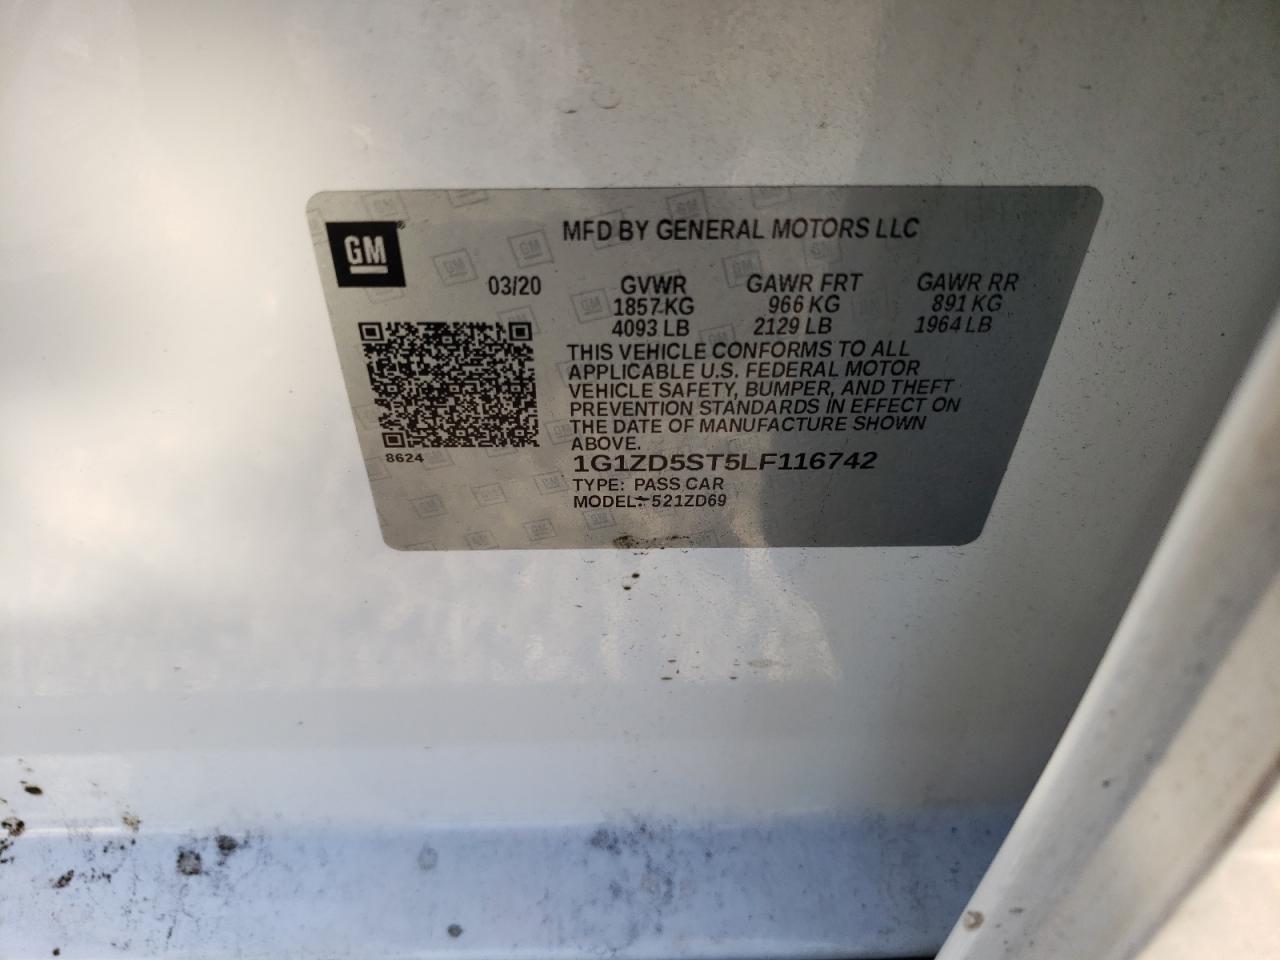 GM
MFD BY GENERAL MOTORS LLC
03/20 GVWR GAWR FRT GAWR RR
1857 KG 966 KG 891 KG
4093 LB 2129 LB 1964 LB
THIS VEHICLE CONFORMS TO ALL
APPLICABLE U.S. FEDERAL MOTOR
VEHICLE SAFETY, BUMPER, AND THEFT
PREVENTION STANDARDS IN EFFECT ON
THE DATE OF MANUFACTURE SHOWN
ABOVE.
8624
1G1ZD5ST5LF116742
TYPE: PASS CAR
MODEL: 521ZD69